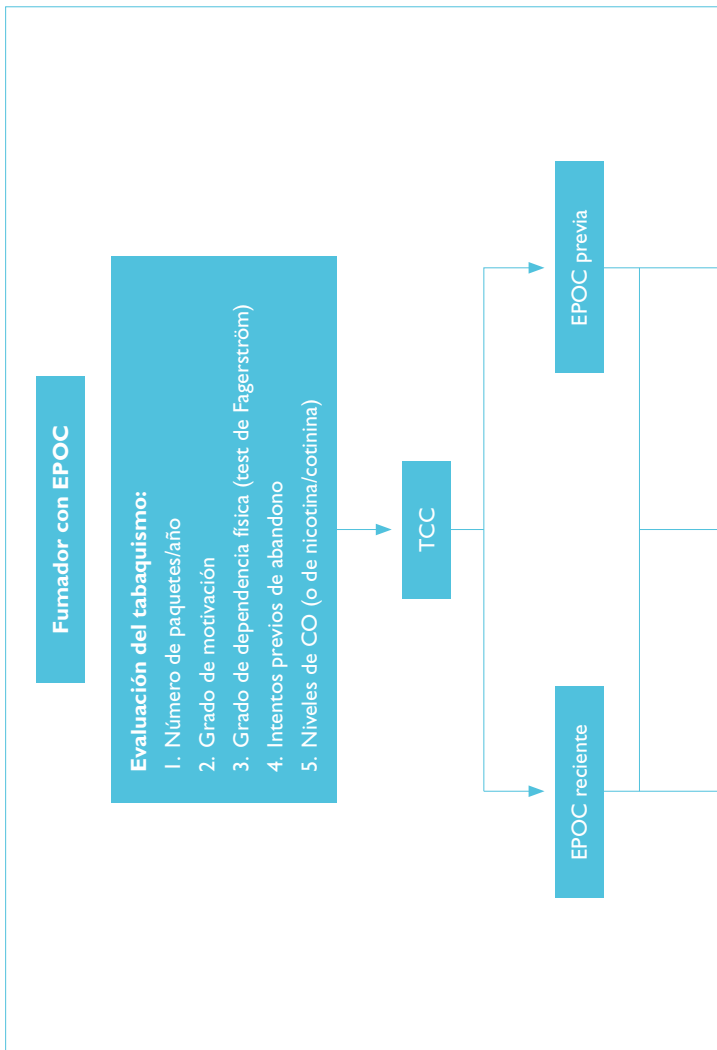 Fumador con EPOC
Evaluación del tabaquismo:
1. Número de paquetes/año
2. Grado de motivación
3. Grado de dependencia física (test de Fagerström)
4. Intentos previos de abandono
5. Niveles de CO (o de nicotina/cotinina)
TCC
EPOC reciente
EPOC previa